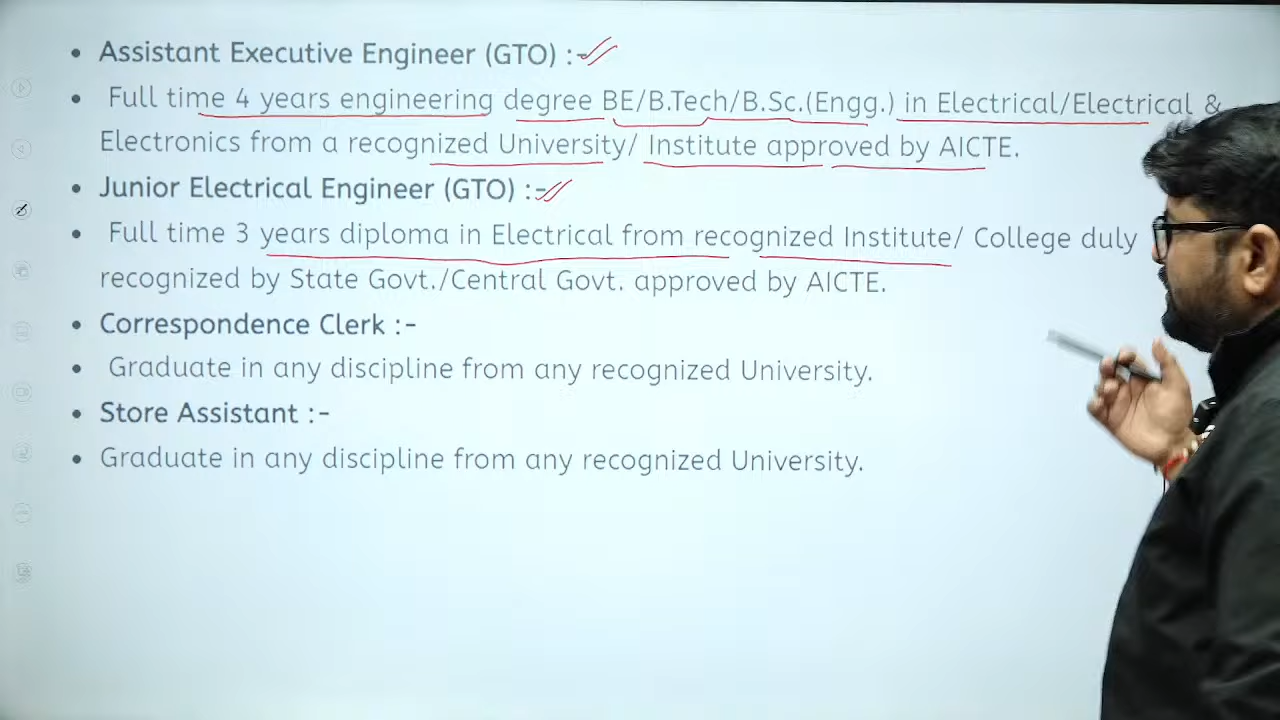 • Assistant Executive Engineer (GTO) :-
• Full time 4 years engineering degree BE/B.Tech/B.Sc.(Engg.) in Electrical/Electrical &
Electronics from a recognized University/ Institute approved by AICTE.
• Junior Electrical Engineer (GTO) :-
• Full time 3 years diploma in Electrical from recognized Institute/ College duly
recognized by State Govt./Central Govt. approved by AICTE.
• Correspondence Clerk :-
• Graduate in any discipline from any recognized University.
• Store Assistant :-
• Graduate in any discipline from any recognized University.